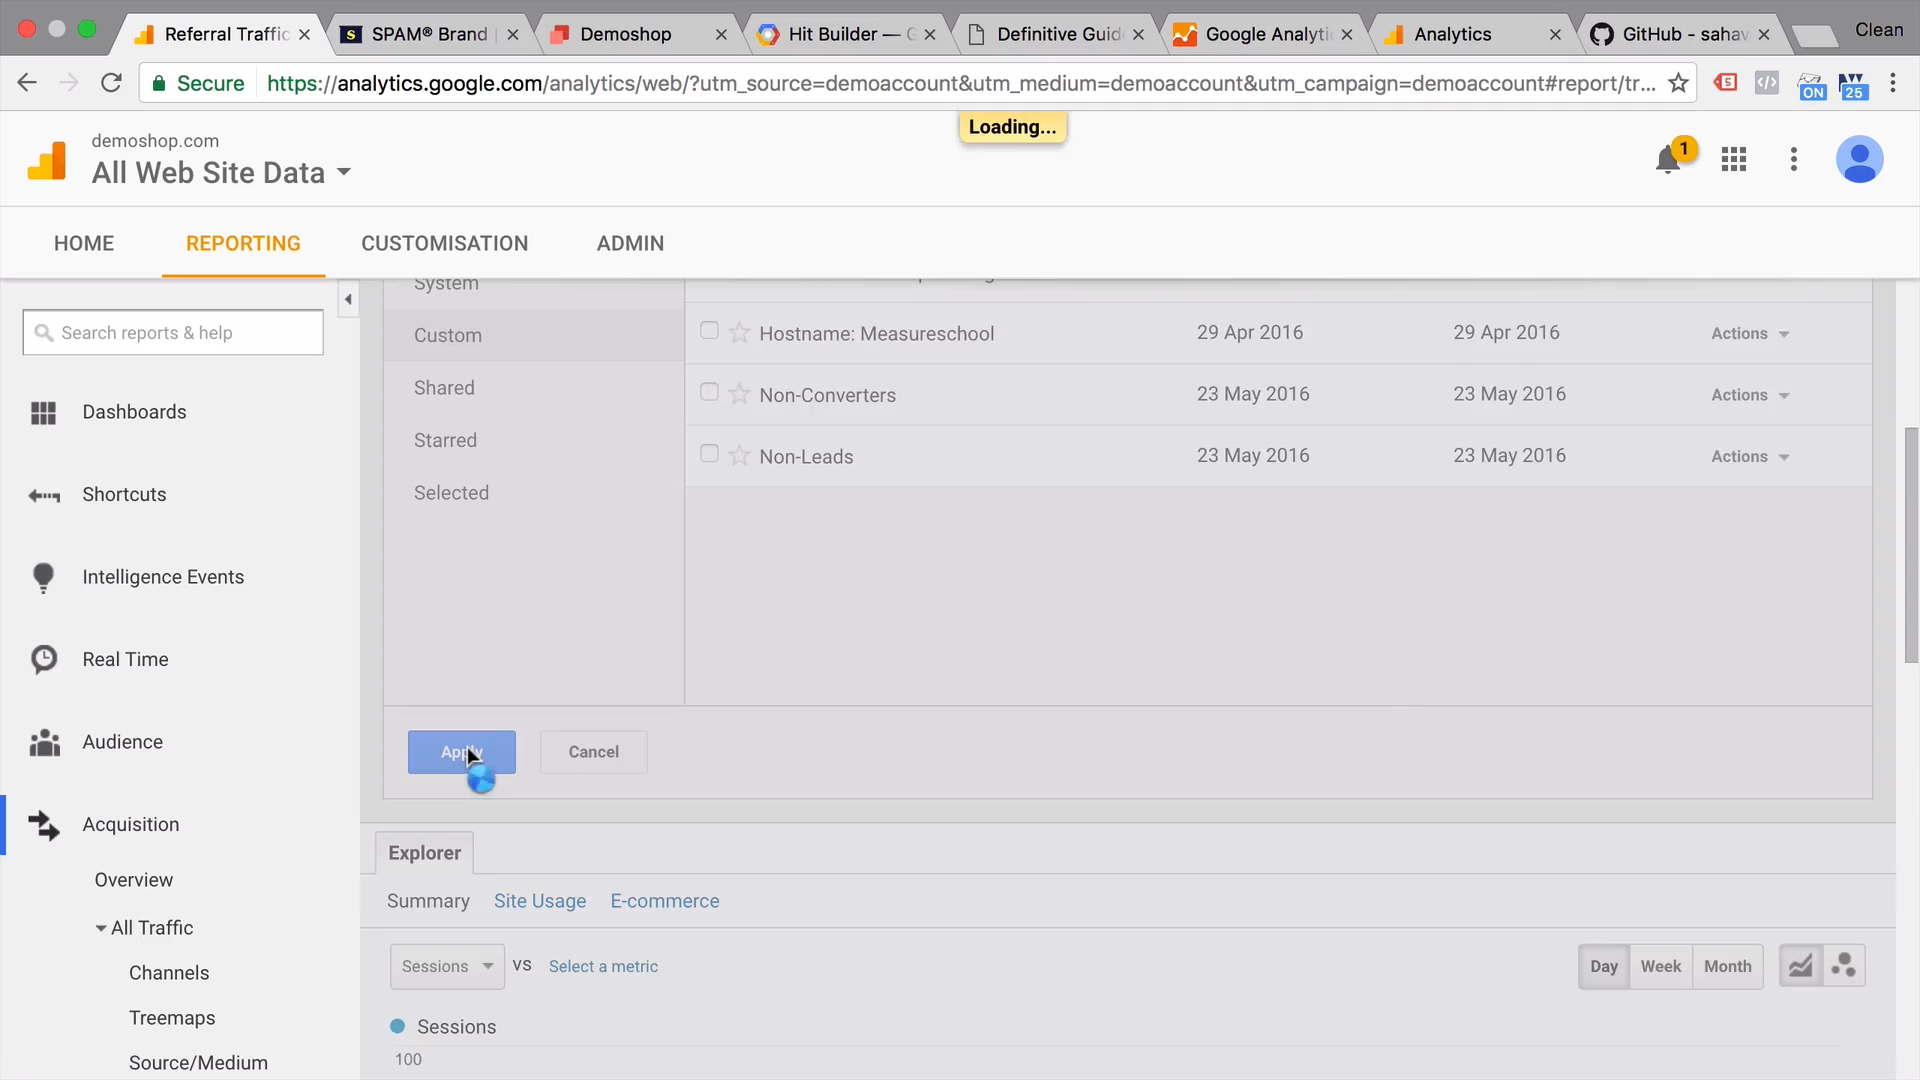 Referral Traffic
SPAM® Brand
Demoshop
Hit Builder — G
Definitive Guid
Google Analyti
Analytics
GitHub - sahav
Clean
Secure
https://analytics.google.com/analytics/web/?utm_source=demoaccount&utm_medium=demoaccount&utm_campaign=demoaccount#report/tr...
5
ON
25
Loading...
demoshop.com
All Web Site Data
1
HOME
REPORTING
CUSTOMISATION
ADMIN
Search reports & help
Dashboards
Shortcuts
Intelligence Events
Real Time
Audience
Acquisition
Overview
All Traffic
Channels
Treemaps
Source/Medium
System
Custom
Shared
Starred
Selected
Hostname: Measureschool 29 Apr 2016 29 Apr 2016 Actions
Non-Converters 23 May 2016 23 May 2016 Actions
Non-Leads 23 May 2016 23 May 2016 Actions
Apply
Cancel
Explorer
Summary Site Usage E-commerce
Sessions VS Select a metric
Day Week Month
Sessions
100